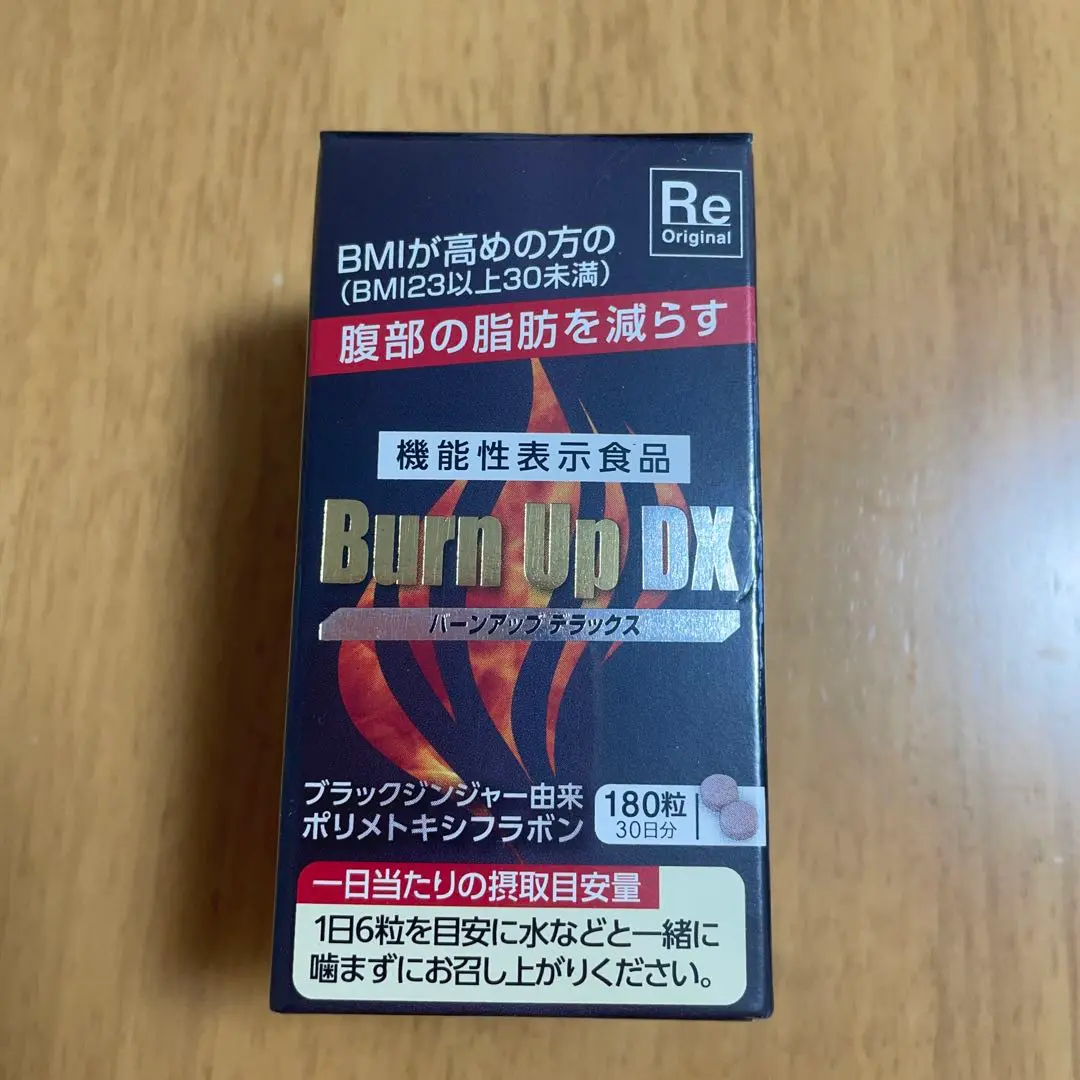 Re
Original
BMIが高めの方の
(BMI23以上30未満)
腹部の脂肪を減らす
機能性表示食品
Burn Up DX
バーンアップ デラックス
ブラックジンジャー由来
ポリメトキシフラボン
180粒
30日分
一日当たりの摂取目安量
1日6粒を目安に水などと一緒に
噛まずにお召し上がりください。